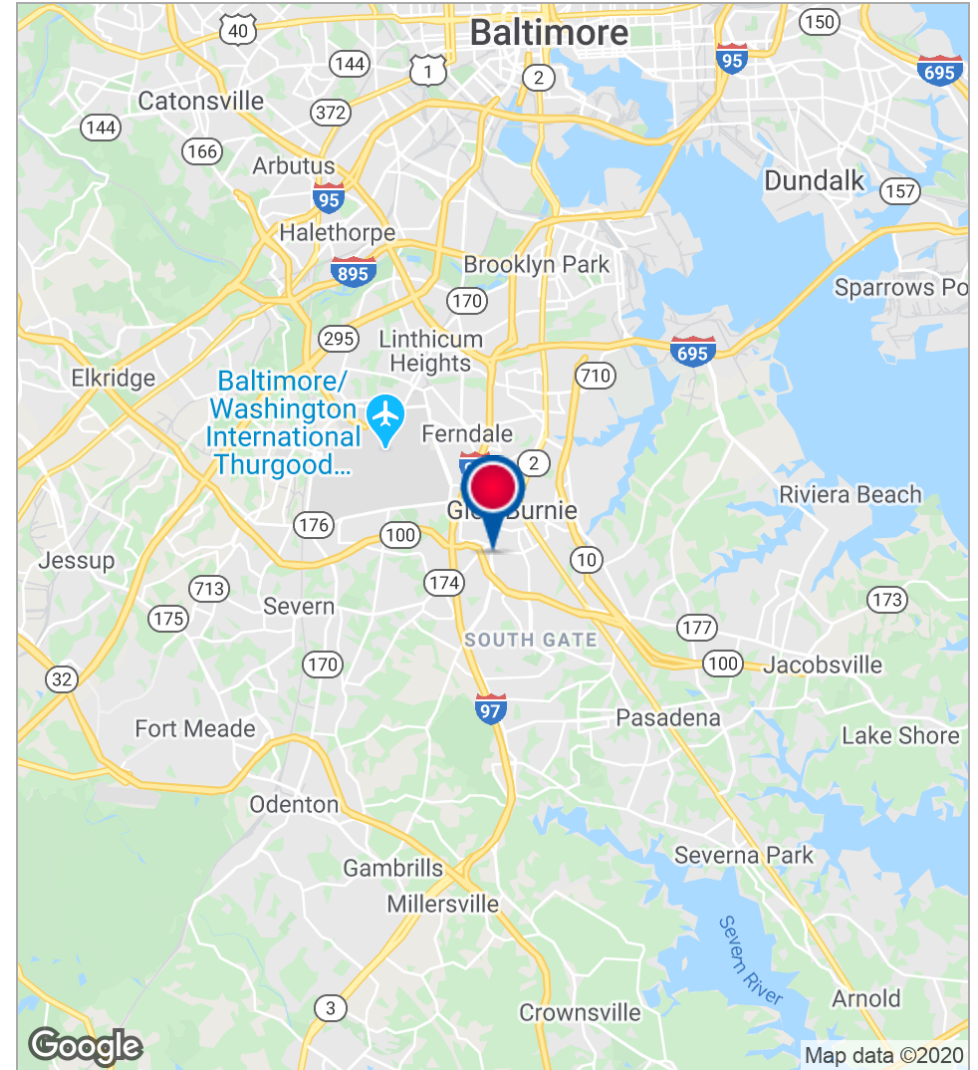 40
Baltimore
150
144
1
95
2
695
Catonsville
372
144
166
Arbutus
95
Dundalk
157
Halethorpe
895
Brooklyn Park
170
Sparrows Po
295
Linthicum
Heights
695
Elkridge
710
Baltimore/
Washington
International
Thurgood...
Ferndale
2
Riviera Beach
Burnie
176
100
Jessup
10
174
713
Severn
173
175
177
SOUTH GATE
170
100
Jacobsville
32
97
Pasadena
Fort Meade
Lake Shore
Odenton
Severna Park
Gambrills
Millersville
Severn River
3
Arnold
Crownsville
Google
Map data ©2020